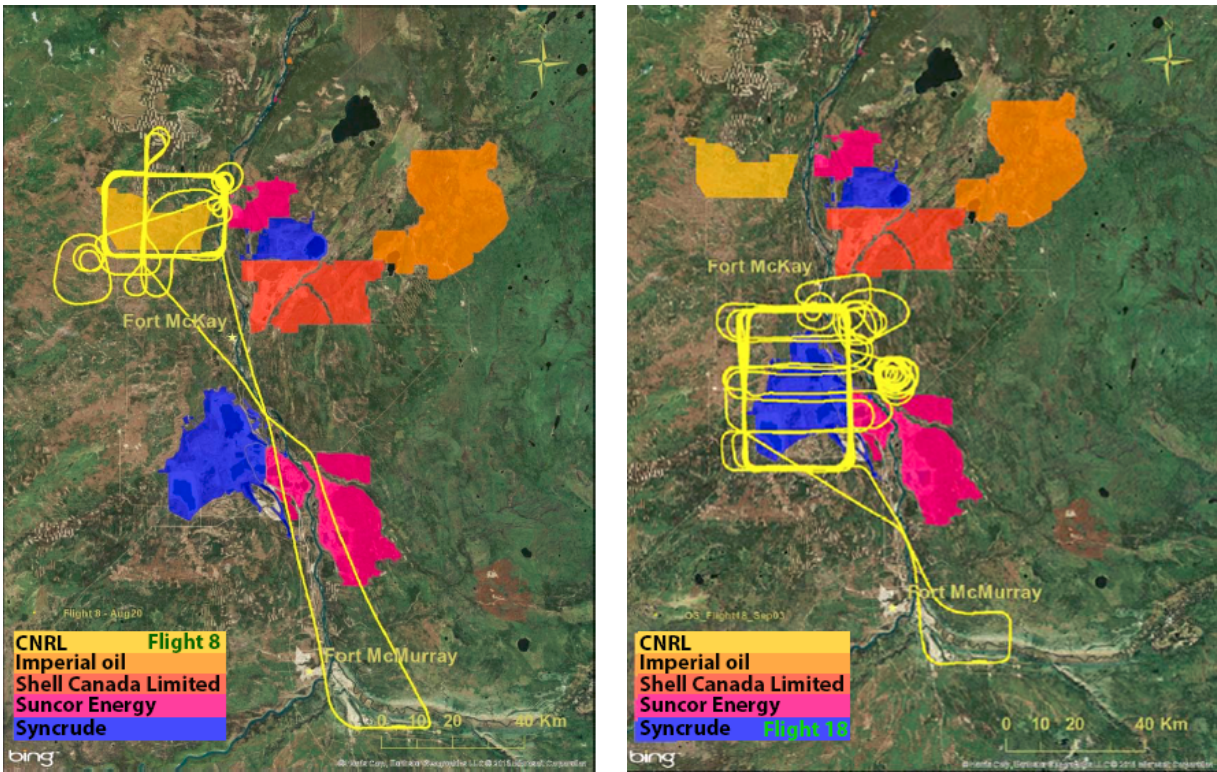 Fort McKay
Flight 8 - Aug20
CNRL Flight 8
Imperial oil
Shell Canada Limited
Suncor Energy
Syncrude
Fort McMurray
0 10 20 40 Km
bing
Fort McKay
OS_Flight18_Sep03
CNRL
Imperial oil
Shell Canada Limited
Suncor Energy
Syncrude Flight 18
Fort McMurray
0 10 20 40 Km
bing